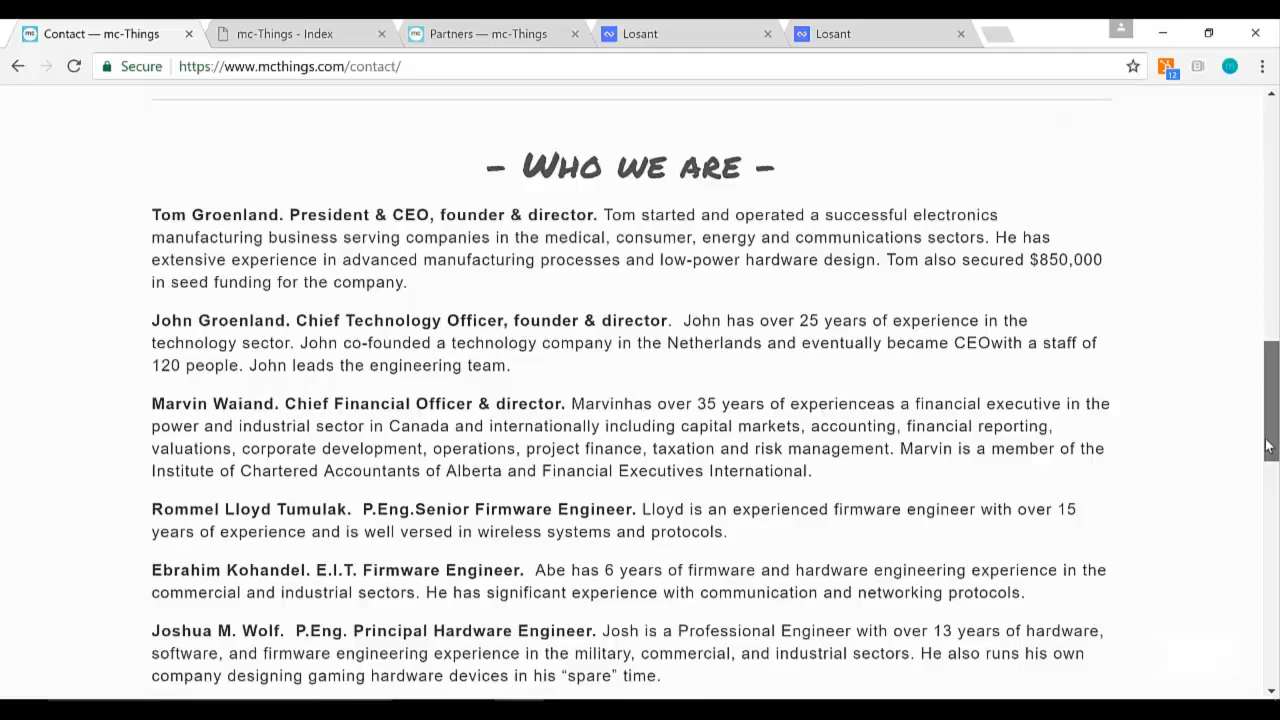 Contact — mc-Things
mc-Things - Index
Partners — mc-Things
Losant
Losant
Secure
https://www.mcthings.com/contact/
12
- Who we are -
Tom Groenland. President & CEO, founder & director. Tom started and operated a successful electronics
manufacturing business serving companies in the medical, consumer, energy and communications sectors. He has
extensive experience in advanced manufacturing processes and low-power hardware design. Tom also secured $850,000
in seed funding for the company.
John Groenland. Chief Technology Officer, founder & director.  John has over 25 years of experience in the
technology sector. John co-founded a technology company in the Netherlands and eventually became CEOwith a staff of
120 people. John leads the engineering team.
Marvin Waiand. Chief Financial Officer & director. Marvinhas over 35 years of experienceas a financial executive in the
power and industrial sector in Canada and internationally including capital markets, accounting, financial reporting,
valuations, corporate development, operations, project finance, taxation and risk management. Marvin is a member of the
Institute of Chartered Accountants of Alberta and Financial Executives International.
Rommel Lloyd Tumulak.  P.Eng.Senior Firmware Engineer. Lloyd is an experienced firmware engineer with over 15
years of experience and is well versed in wireless systems and protocols.
Ebrahim Kohandel. E.I.T. Firmware Engineer.  Abe has 6 years of firmware and hardware engineering experience in the
commercial and industrial sectors. He has significant experience with communication and networking protocols.
Joshua M. Wolf.  P.Eng. Principal Hardware Engineer. Josh is a Professional Engineer with over 13 years of hardware,
software, and firmware engineering experience in the military, commercial, and industrial sectors. He also runs his own
company designing gaming hardware devices in his “spare” time.